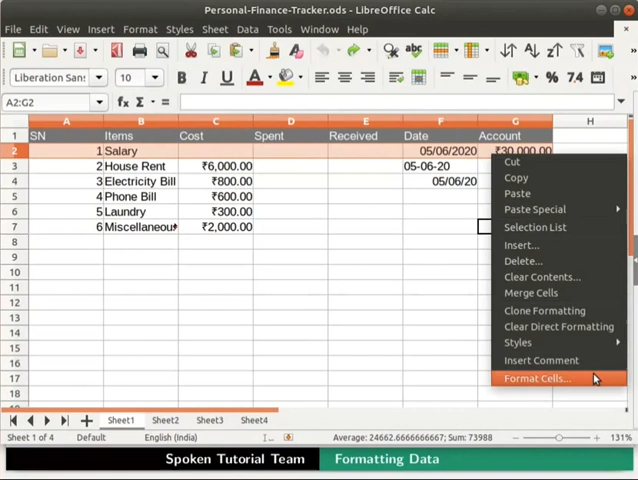 Personal-Finance-Tracker.ods - LibreOffice Calc
File Edit View Insert Format Styles Sheet Data Tools Window Help
Liberation Sans 10
A2:G2
A B C D E F G H
1 SN Items Cost Spent Received Date Account
2 1 Salary 05/06/2020 ₹30,000.00
3 2 House Rent ₹6,000.00 05-06-20
4 3 Electricity Bill ₹800.00 05/06/20
5 4 Phone Bill ₹600.00
6 5 Laundry ₹300.00
7 6 Miscellaneous ₹2,000.00
8
9
10
11
12
13
14
15
16
17
18
Cut
Copy
Paste
Paste Special
Selection List
Insert...
Delete...
Clear Contents...
Merge Cells
Clone Formatting
Clear Direct Formatting
Styles
Insert Comment
Format Cells...
Sheet1 Sheet2 Sheet3 Sheet4
Sheet 1 of 4 Default English (India) Average: 24662.6666666667; Sum: 73988 131%
Spoken Tutorial Team Formatting Data